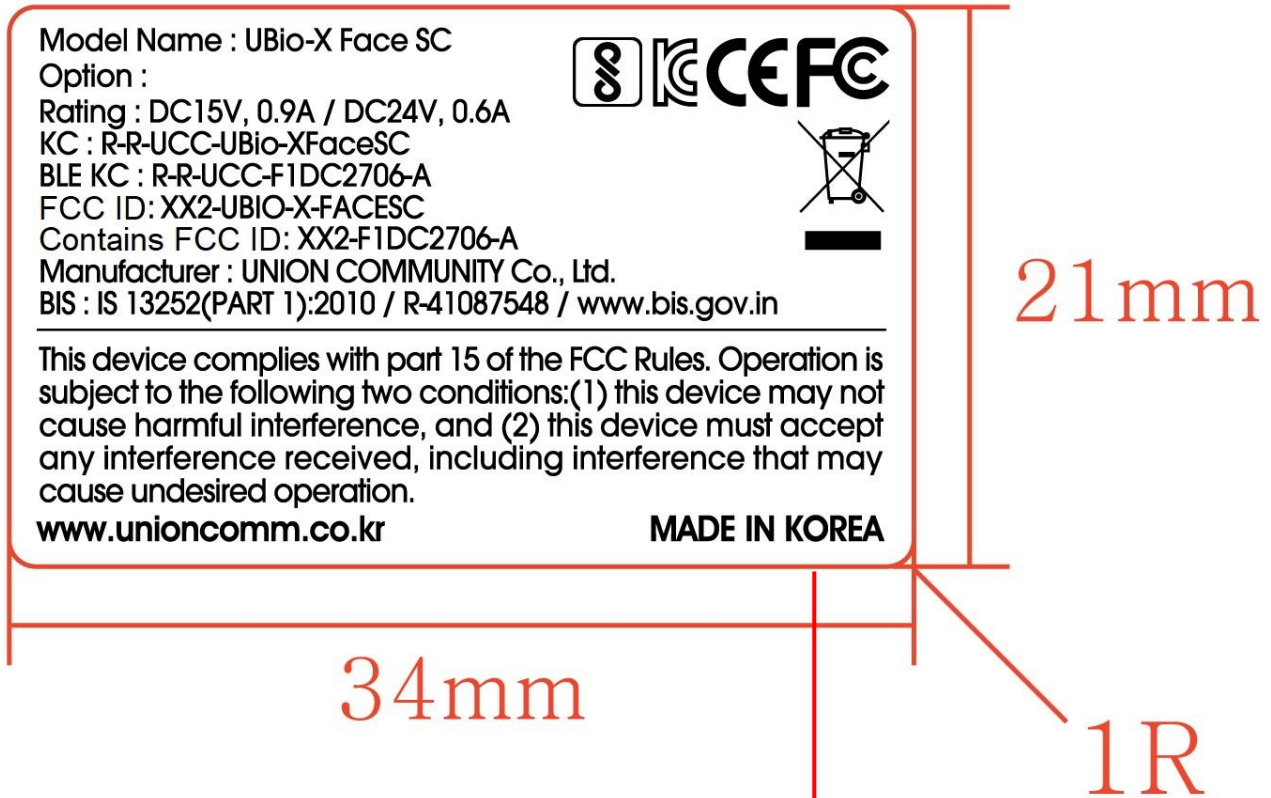 Model Name : UBio-X Face SC
Option :
Rating : DC15V, 0.9A / DC24V, 0.6A
KC : R-R-UCC-UBio-XFaceSC
BLE KC : R-R-UCC-F1DC2706-A
FCC ID: XX2-UBIO-X-FACESC
Contains FCC ID: XX2-F1DC2706-A
Manufacturer : UNION COMMUNITY Co., Ltd.
BIS : IS 13252(PART 1):2010 / R-41087548 / www.bis.gov.in
This device complies with part 15 of the FCC Rules. Operation is
subject to the following two conditions:(1) this device may not
cause harmful interference, and (2) this device must accept
any interference received, including interference that may
cause undesired operation.
www.unioncomm.co.kr MADE IN KOREA
21mm
34mm
1R